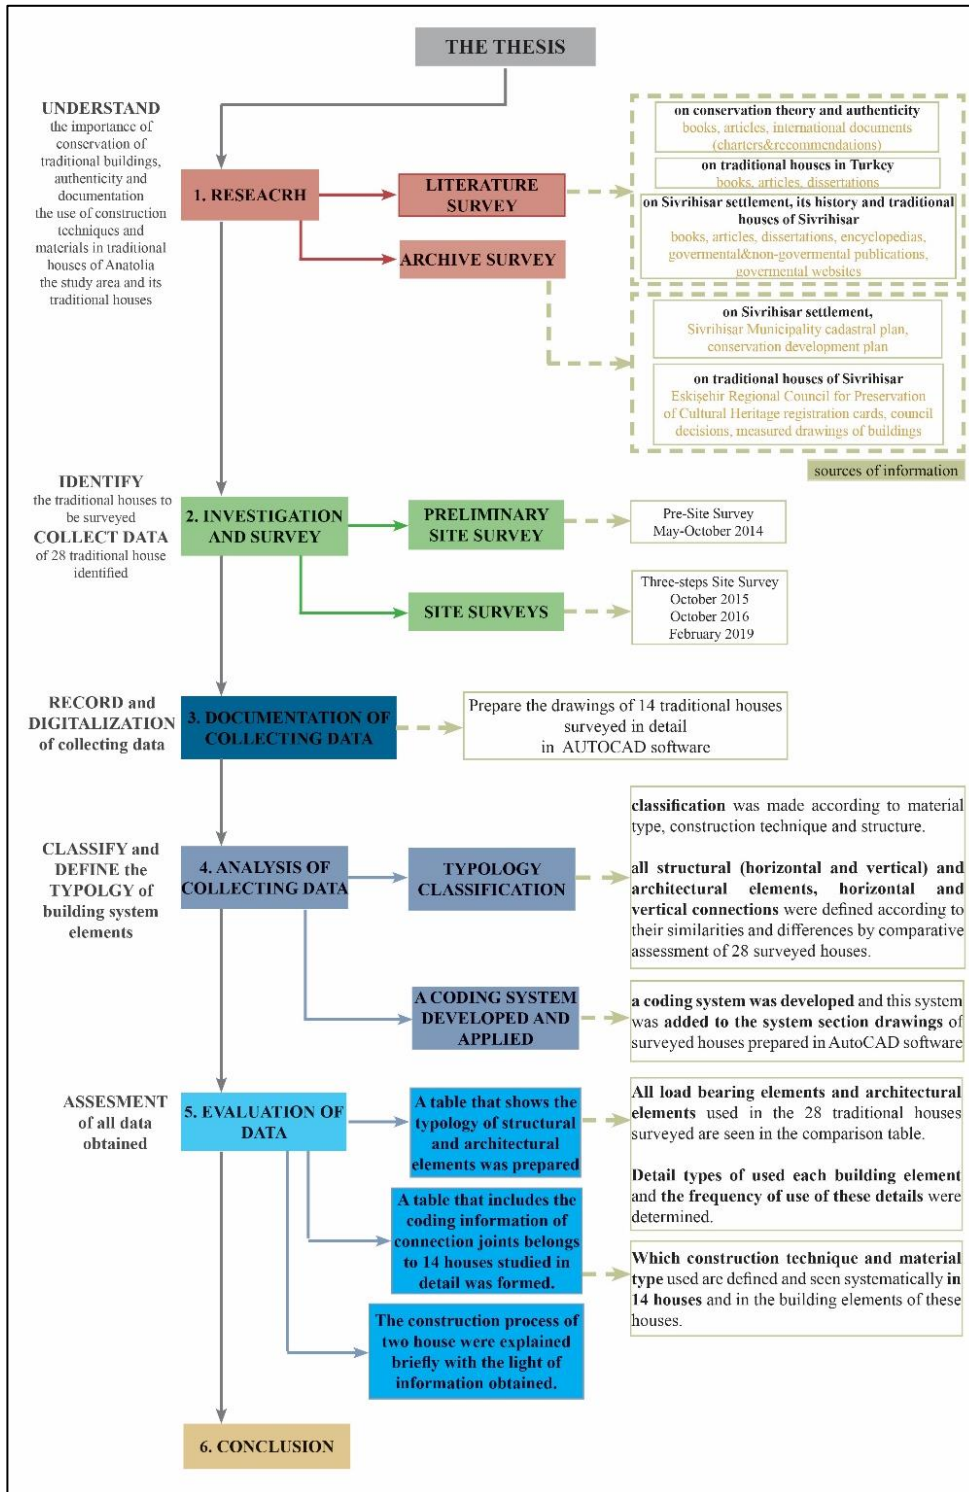 THE THESIS
UNDERSTAND
the importance of
conservation of
traditional buildings,
authenticity and
documentation
the use of construction
techniques and
materials in traditional
houses of Anatolia
the study area and its
traditional houses
1. RESEACRH
LITERATURE
SURVEY
ARCHIVE SURVEY
on conservation theory and authenticity
books, articles, international documents
(charters&recommendations)
on traditional houses in Turkey
books, articles, dissertations
on Sivrihisar settlement, its history and traditional
houses of Sivrihisar
books, articles, dissertations, encyclopedias,
govermental&non-govermental publications,
govermental websites
on Sivrihisar settlement,
Sivrihisar Municipality cadastral plan,
conservation development plan
on traditional houses of Sivrihisar
Eskişehir Regional Council for Preservation
of Cultural Heritage registration cards, council
decisions, measured drawings of buildings
sources of information
IDENTIFY
the traditional houses to
be surveyed
COLLECT DATA
of 28 traditional house
identified
2. INVESTIGATION
AND SURVEY
PRELIMINARY
SITE SURVEY
Pre-Site Survey
May-October 2014
SITE SURVEYS
Three-steps Site Survey
October 2015
October 2016
February 2019
RECORD and
DIGITALIZATION
of collecting data
3. DOCUMENTATION OF
COLLECTING DATA
Prepare the drawings of 14 traditional houses
surveyed in detail
in AUTOCAD software
CLASSIFY and
DEFINE the
TYPOLGY of
building system
elements
4. ANALYSIS OF
COLLECTING DATA
TYPOLOGY
CLASSIFICATION
classification was made according to material
type, construction technique and structure.
all structural (horizontal and vertical) and
architectural elements, horizontal and
vertical connections were defined according to
their similarities and differences by comparative
assessment of 28 surveyed houses.
A CODING SYSTEM
DEVELOPED AND
APPLIED
a coding system was developed and this system
was added to the system section drawings of
surveyed houses prepared in AutoCAD software
ASSESMENT
of all data
obtained
5. EVALUATION OF
DATA
A table that shows the
typology of structural
and architectural
elements was prepared
All load bearing elements and architectural
elements used in the 28 traditional houses
surveyed are seen in the comparison table.
Detail types of used each building element
and the frequency of use of these details were
determined.
A table that includes the
coding information of
connection joints belongs
to 14 houses studied in
detail was formed.
Which construction technique and material
type used are defined and seen systematically in
14 houses and in the building elements of these
houses.
The construction process of
two house were explained
briefly with the light of
information obtained.
6. CONCLUSION